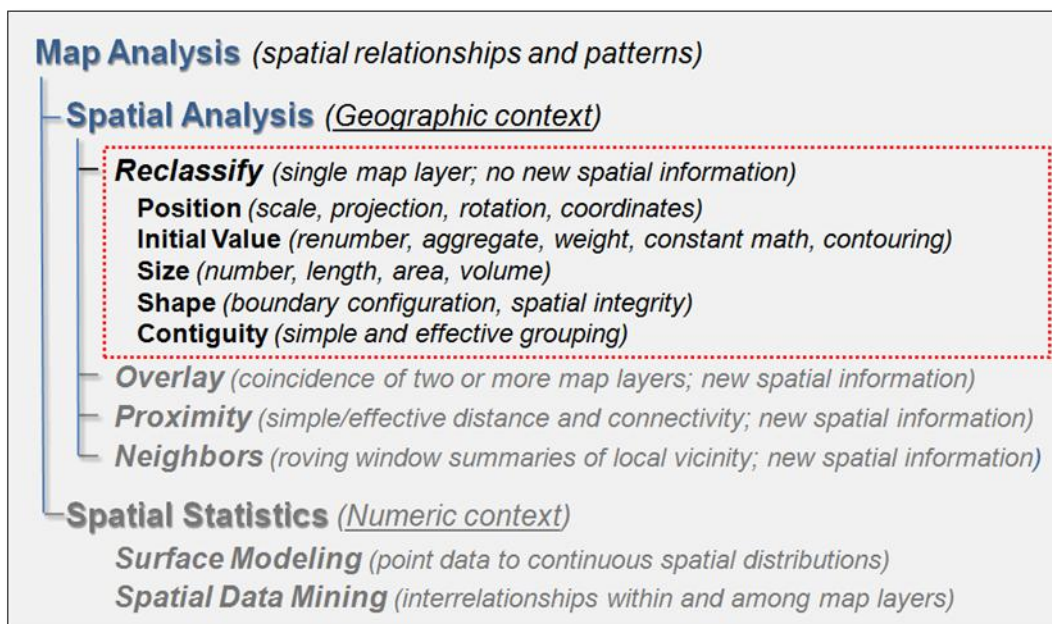 Map Analysis (spatial relationships and patterns)
Spatial Analysis (Geographic context)
Reclassify (single map layer; no new spatial information)
Position (scale, projection, rotation, coordinates)
Initial Value (renumber, aggregate, weight, constant math, contouring)
Size (number, length, area, volume)
Shape (boundary configuration, spatial integrity)
Contiguity (simple and effective grouping)
Overlay (coincidence of two or more map layers; new spatial information)
Proximity (simple/effective distance and connectivity; new spatial information)
Neighbors (roving window summaries of local vicinity; new spatial information)
Spatial Statistics (Numeric context)
Surface Modeling (point data to continuous spatial distributions)
Spatial Data Mining (interrelationships within and among map layers)